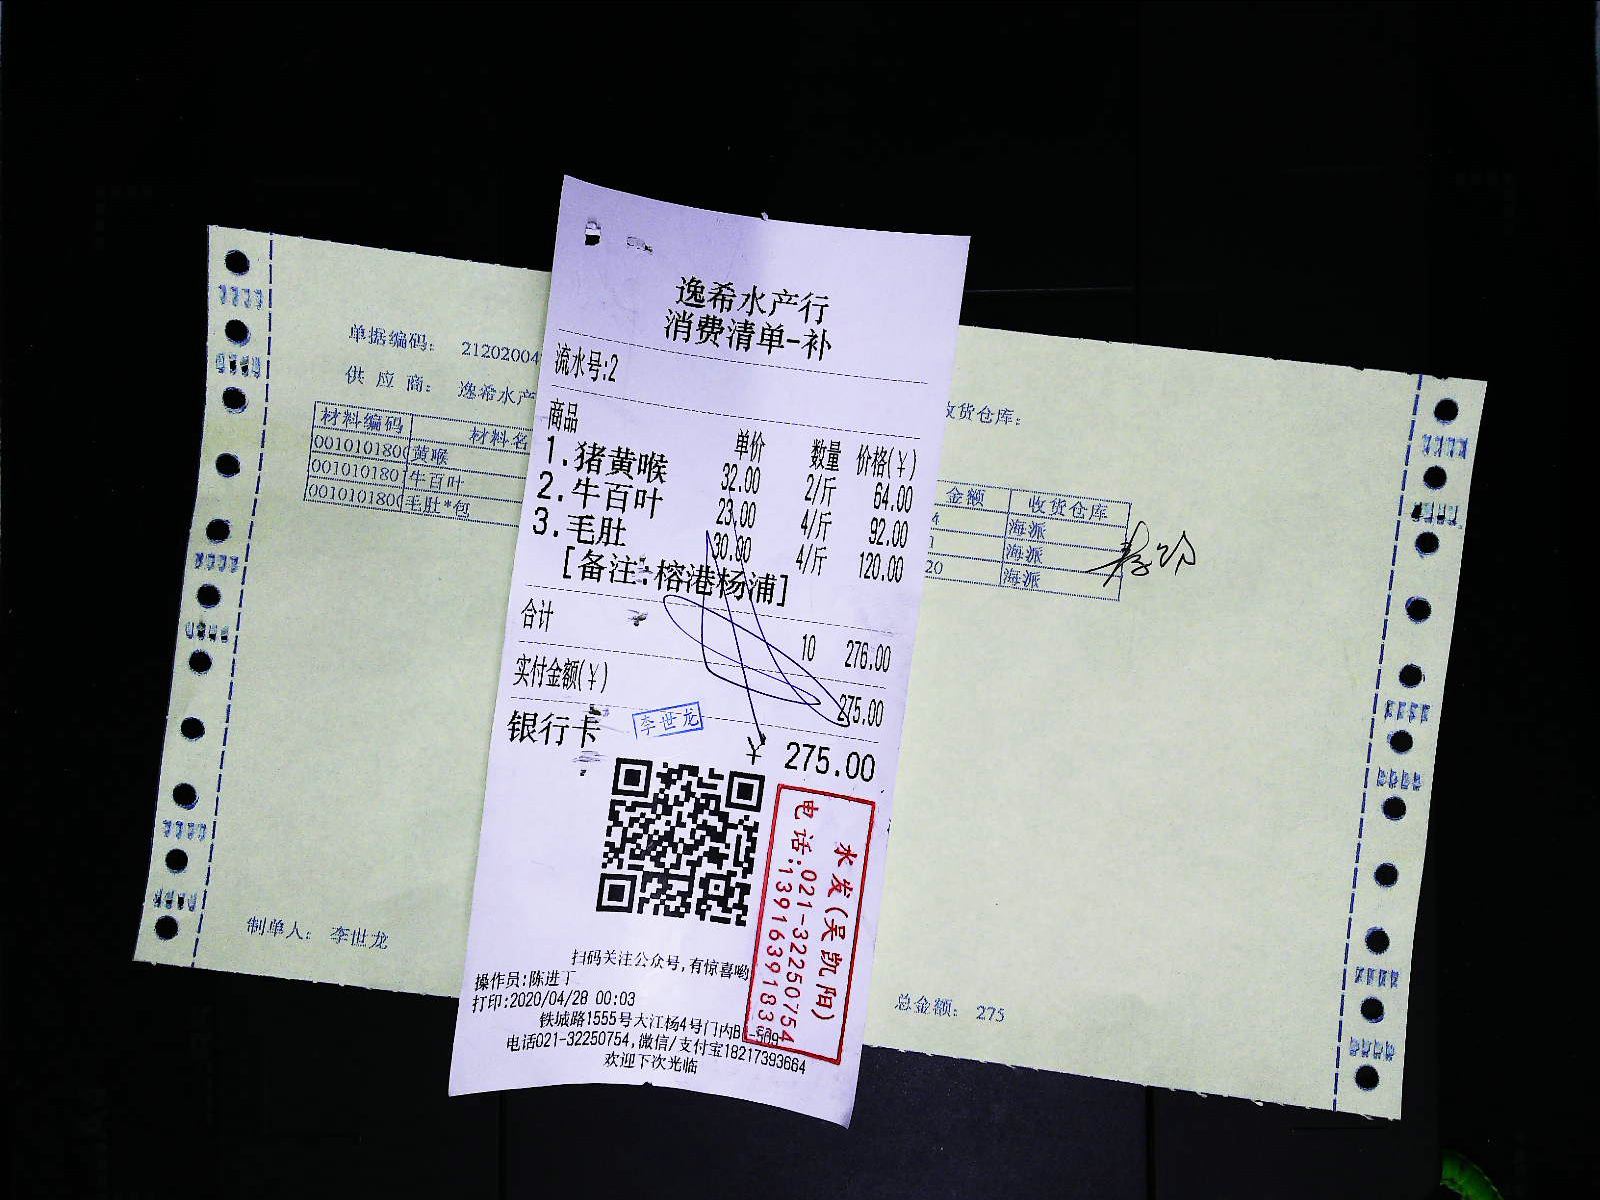 逸希水产行
消费清单-补
流水号:2
商品 单价 数量 价格(￥)
1.猪黄喉 32.00 2/斤 64.00
2.牛百叶 23.00 4/斤 92.00
3.毛肚 30.00 4/斤 120.00
[备注:榕港杨浦]
合计 10 276.00
实付金额(￥) 275.00
银行卡 275.00
李世龙
水发(吴凯阳)
电话:021-32250754
1391639183
扫码关注公众号,有惊喜哟
操作员:陈进丁
打印:2020/04/28 00:03
铁城路1555号大江杨4号门内
电话021-32250754,微信/支付宝18217393664
欢迎下次光临
单据编码: 21202004
供应商: 逸希水产
收货仓库:
材料编码 材料名 金额 收货仓库
001010180 黄喉 4 海派
001010180 牛百叶 海派
001010180 毛肚*包 20 海派
制单人: 李世龙
总金额: 275